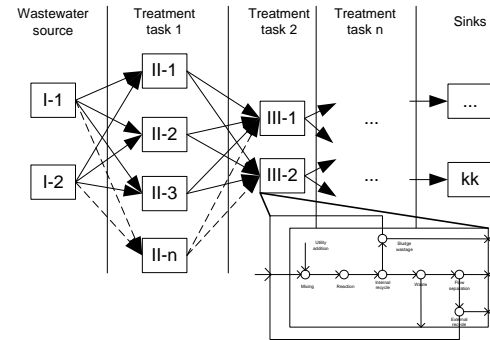 Wastewater source
Treatment task 1
Treatment task 2
Treatment task n
Sinks
I-1
I-2
II-1
II-2
II-3
II-n
III-1
III-2
...
...
...
kk
Utility addition
Sludge wastage
Mixing
Reaction
Internal recycle
Waste
Flow separation
External recycle